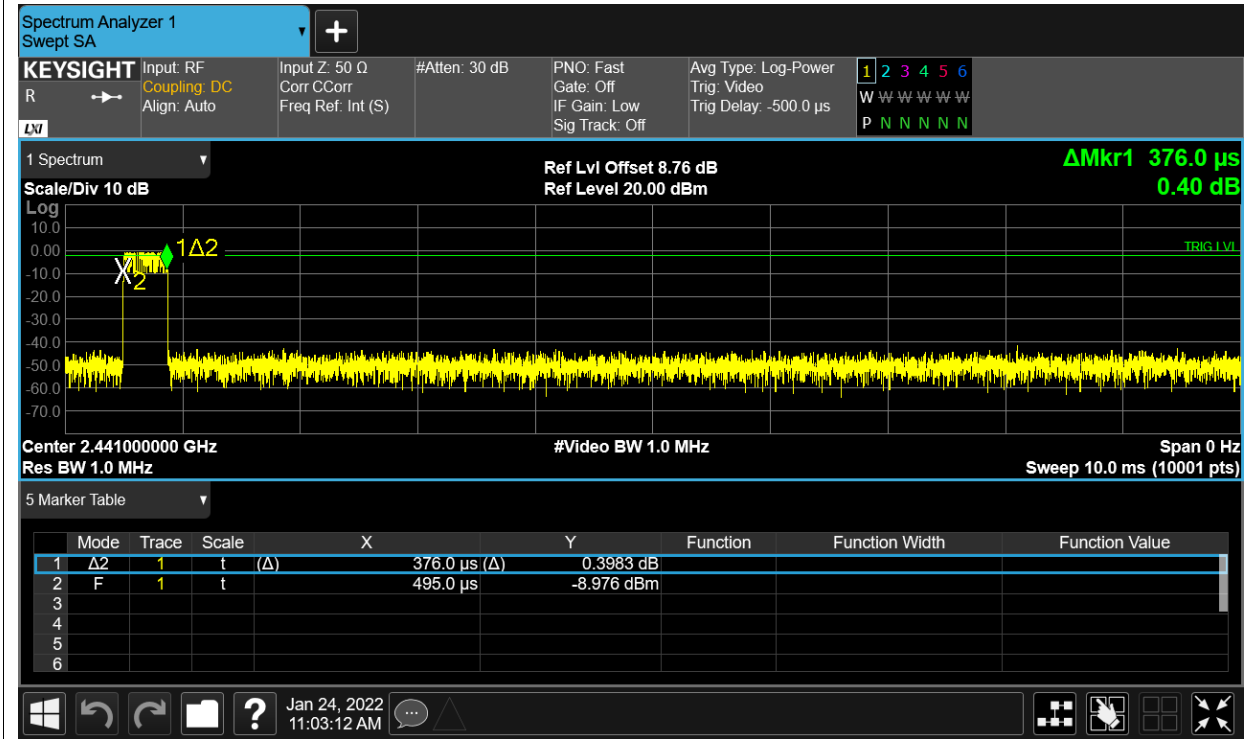 Spectrum Analyzer 1
Swept SA
KEYSIGHT
R
LXI
Input: RF
Coupling: DC
Align: Auto
Input Z: 50 Ω
Corr CCorr
Freq Ref: Int (S)
#Atten: 30 dB
PNO: Fast
Gate: Off
IF Gain: Low
Sig Track: Off
Avg Type: Log-Power
Trig: Video
Trig Delay: -500.0 µs
1 2 3 4 5 6
W W W W W W
P N N N N N
1 Spectrum
Scale/Div 10 dB
Ref Lvl Offset 8.76 dB
Ref Level 20.00 dBm
ΔMkr1 376.0 µs
0.40 dB
Log
10.0
0.00
-10.0
-20.0
-30.0
-40.0
-50.0
-60.0
-70.0
1Δ2
X2
TRIG LVL
Center 2.441000000 GHz
Res BW 1.0 MHz
#Video BW 1.0 MHz
Span 0 Hz
Sweep 10.0 ms (10001 pts)
5 Marker Table
Mode Trace Scale X Y Function Function Width Function Value
1 Δ2 1 t (Δ) 376.0 µs (Δ) 0.3983 dB
2 F 1 t 495.0 µs -8.976 dBm
3
4
5
6
?
Jan 24, 2022
11:03:12 AM